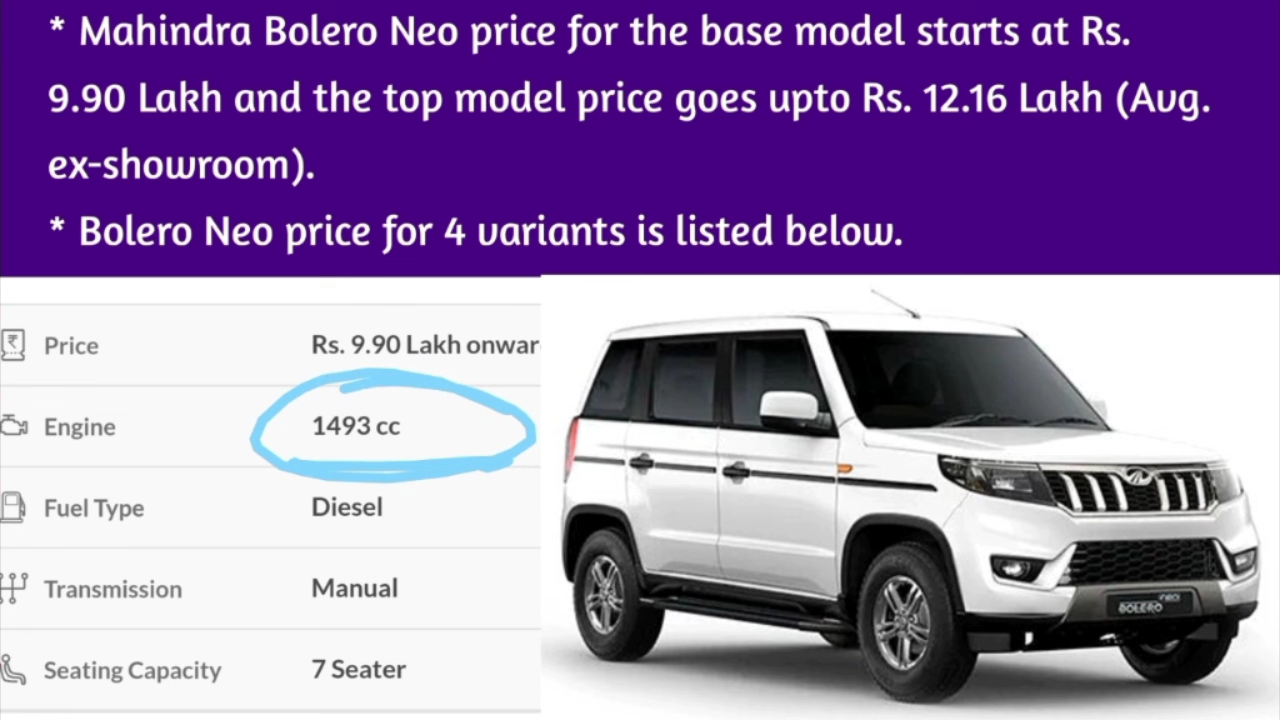 * Mahindra Bolero Neo price for the base model starts at Rs.
9.90 Lakh and the top model price goes upto Rs. 12.16 Lakh (Avg.
ex-showroom).
* Bolero Neo price for 4 variants is listed below.
Price Rs. 9.90 Lakh onwar
Engine 1493 cc
Fuel Type Diesel
Transmission Manual
Seating Capacity 7 Seater
neo
BOLERO